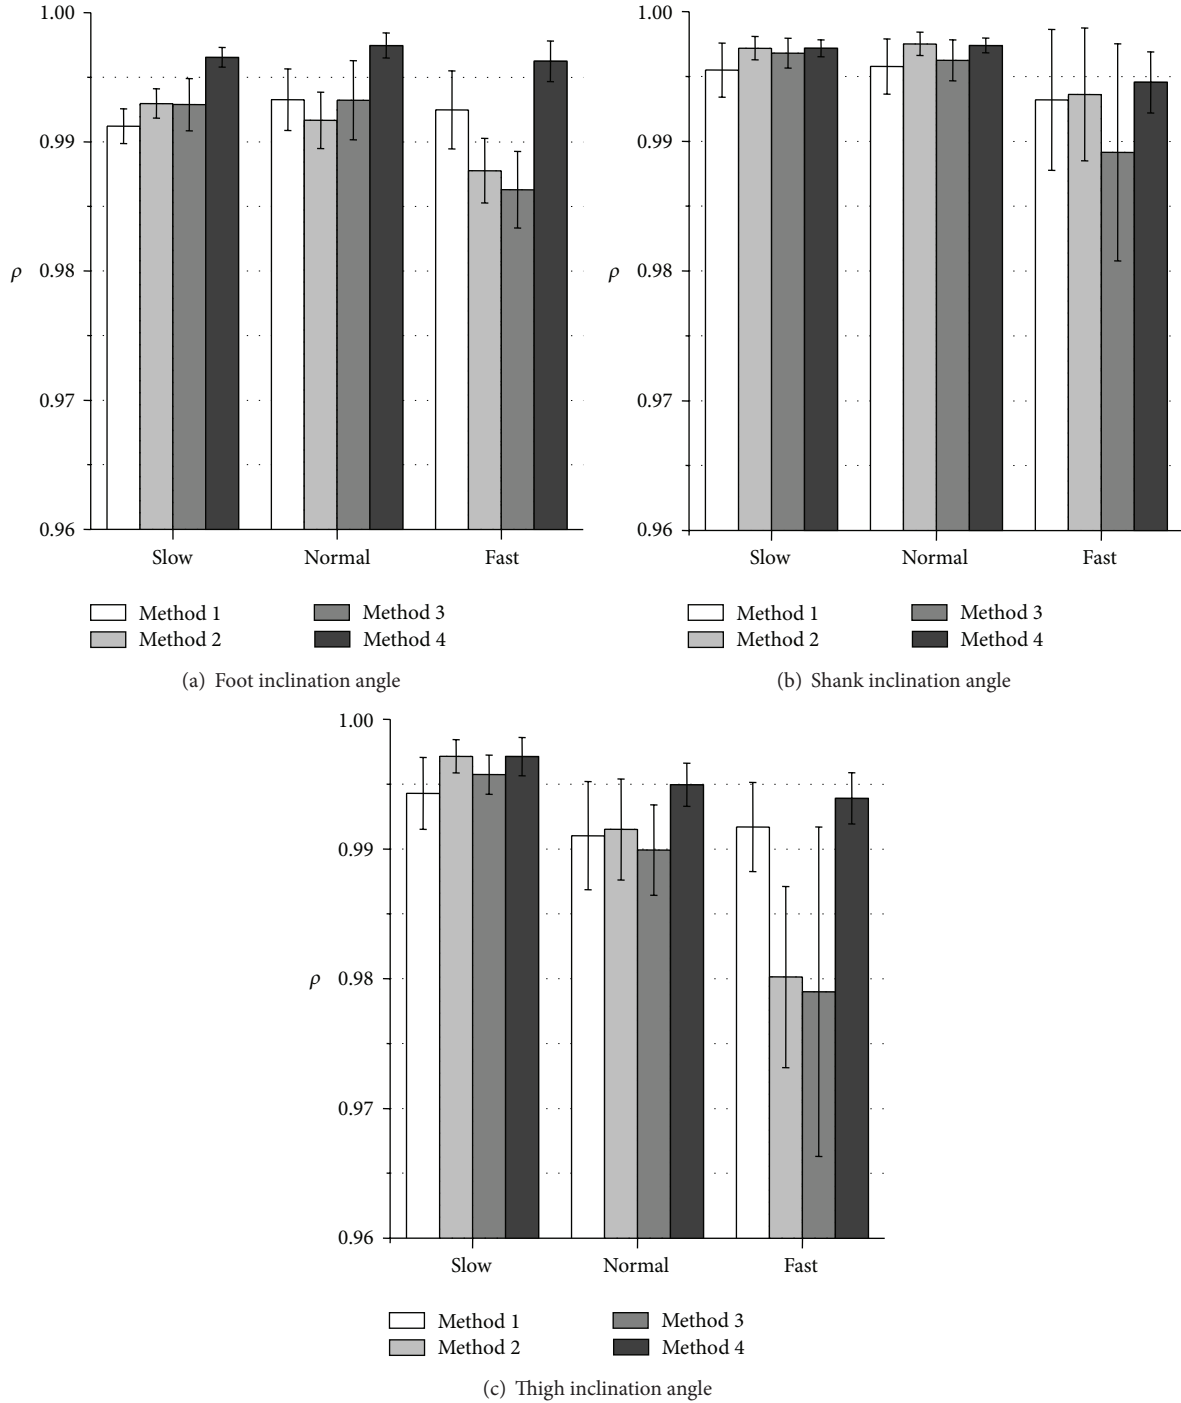 1.00
0.99
0.98
ρ
0.97
0.96
Slow Normal Fast
Method 1 Method 3
Method 2 Method 4
(a) Foot inclination angle
1.00
0.99
0.98
ρ
0.97
0.96
Slow Normal Fast
Method 1 Method 3
Method 2 Method 4
(b) Shank inclination angle
1.00
0.99
0.98
ρ
0.97
0.96
Slow Normal Fast
Method 1 Method 3
Method 2 Method 4
(c) Thigh inclination angle